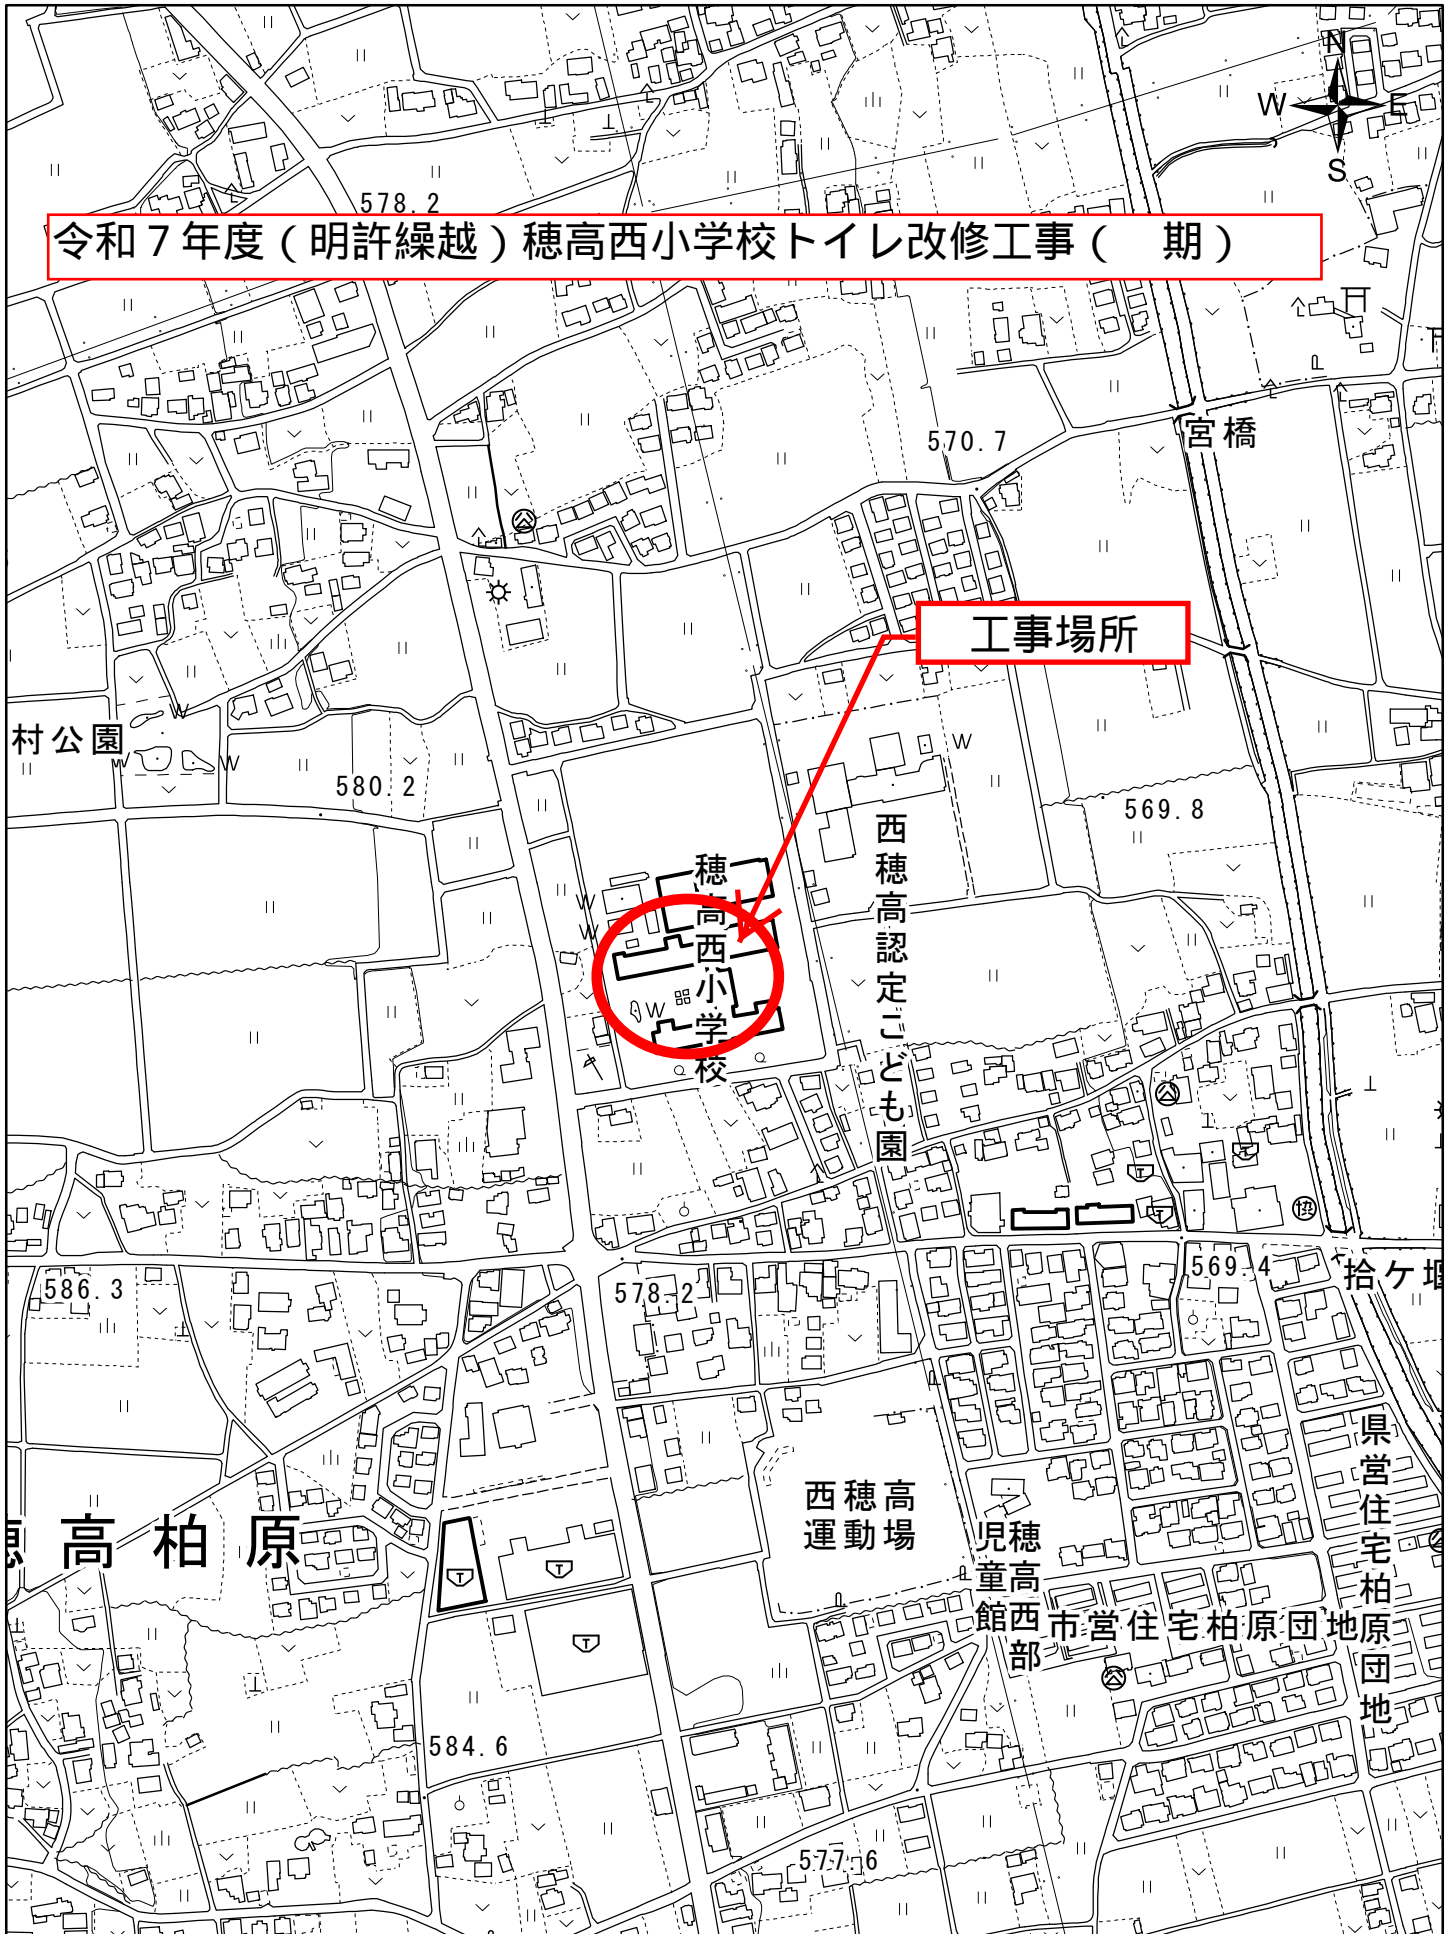 N
W E
S
578.2
令和７年度（明許繰越）穂高西小学校トイレ改修工事（　期）
570.7
宮橋
工事場所
村公園
580.2
569.8
穂高西小学校
西穂高認定こども園
586.3
578.2
569.4
拾ケ堰
県営住宅柏原団地
西穂高
運動場
穂高西部
児童館
穂高柏原
市営住宅柏原団地
584.6
577.6